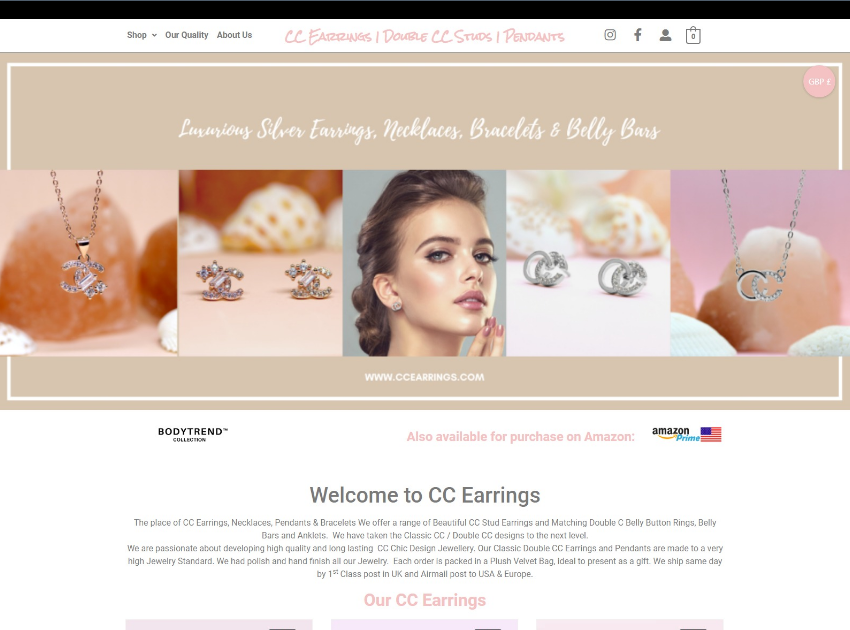 Shop
Our Quality
About Us
CC Earrings | Double CC Studs | Pendants
0
GBP £
Luxurious Silver Earrings, Necklaces, Bracelets & Belly Bars
WWW.CCEARRINGS.COM
BODYTREND™
COLLECTION
Also available for purchase on Amazon:
amazon
Prime
Welcome to CC Earrings
The place of CC Earrings, Necklaces, Pendants & Bracelets We offer a range of Beautiful CC Stud Earrings and Matching Double C Belly Button Rings, Belly
Bars and Anklets. We have taken the Classic CC / Double CC designs to the next level.
We are passionate about developing high quality and long lasting CC Chic Design Jewellery. Our Classic Double CC Earrings and Pendants are made to a very
high Jewelry Standard. We had polish and hand finish all our Jewelry. Each order is packed in a Plush Velvet Bag, ideal to present as a gift. We ship same day
by 1st Class post in UK and Airmail post to USA & Europe.
Our CC Earrings